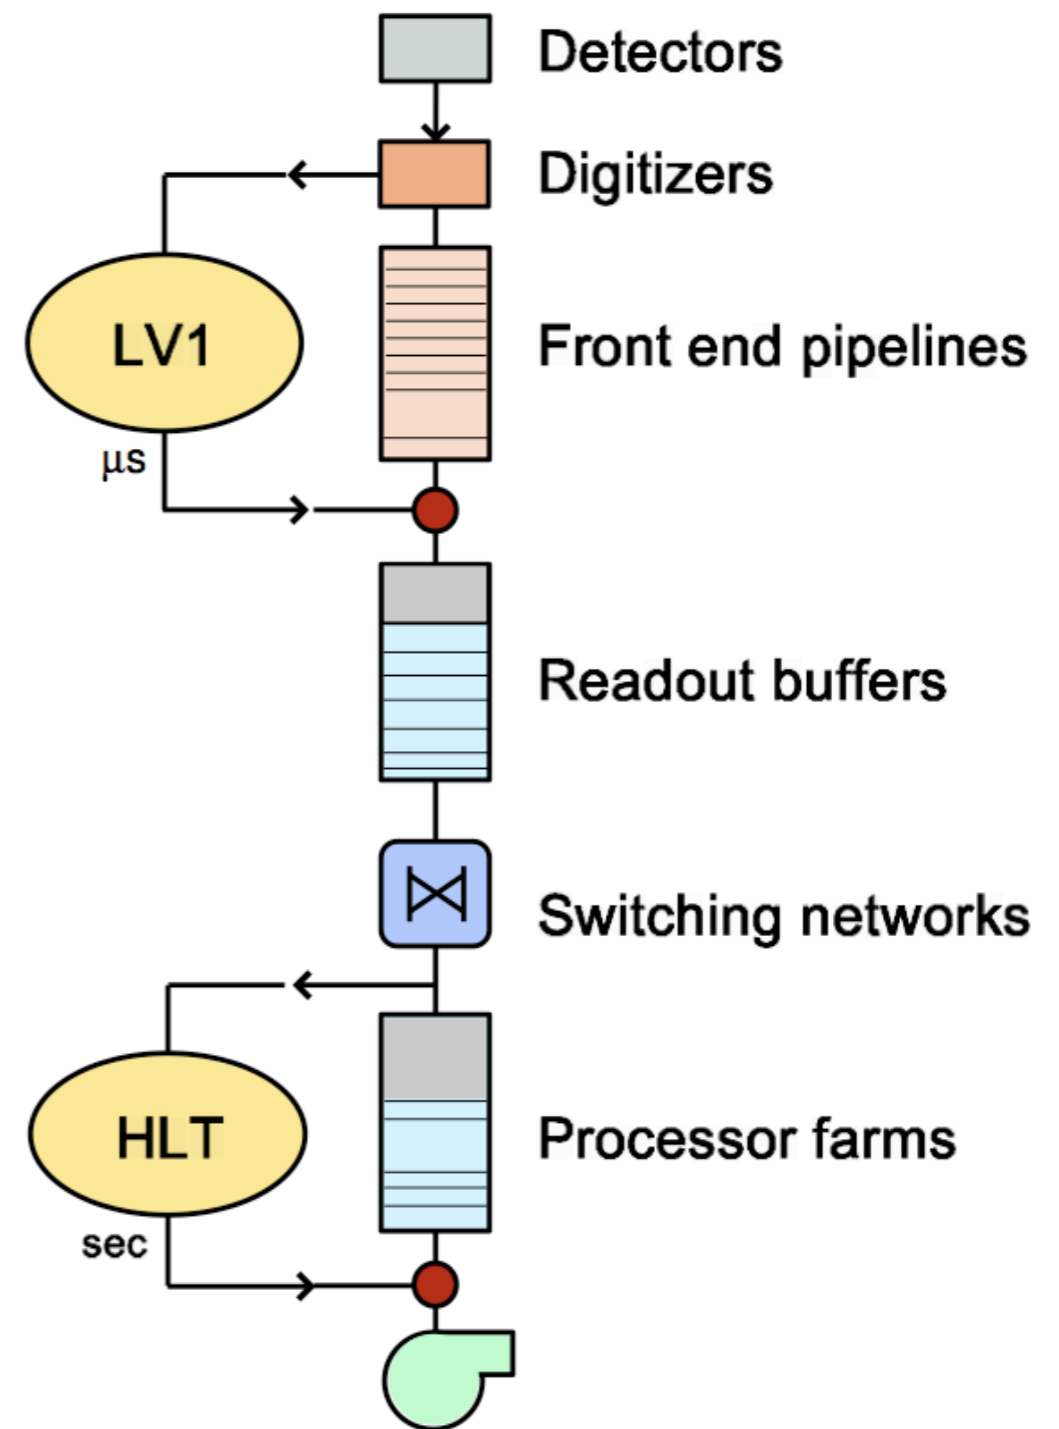 Detectors
Digitizers
LV1
Front end pipelines
μs
Readout buffers
Switching networks
HLT
Processor farms
sec